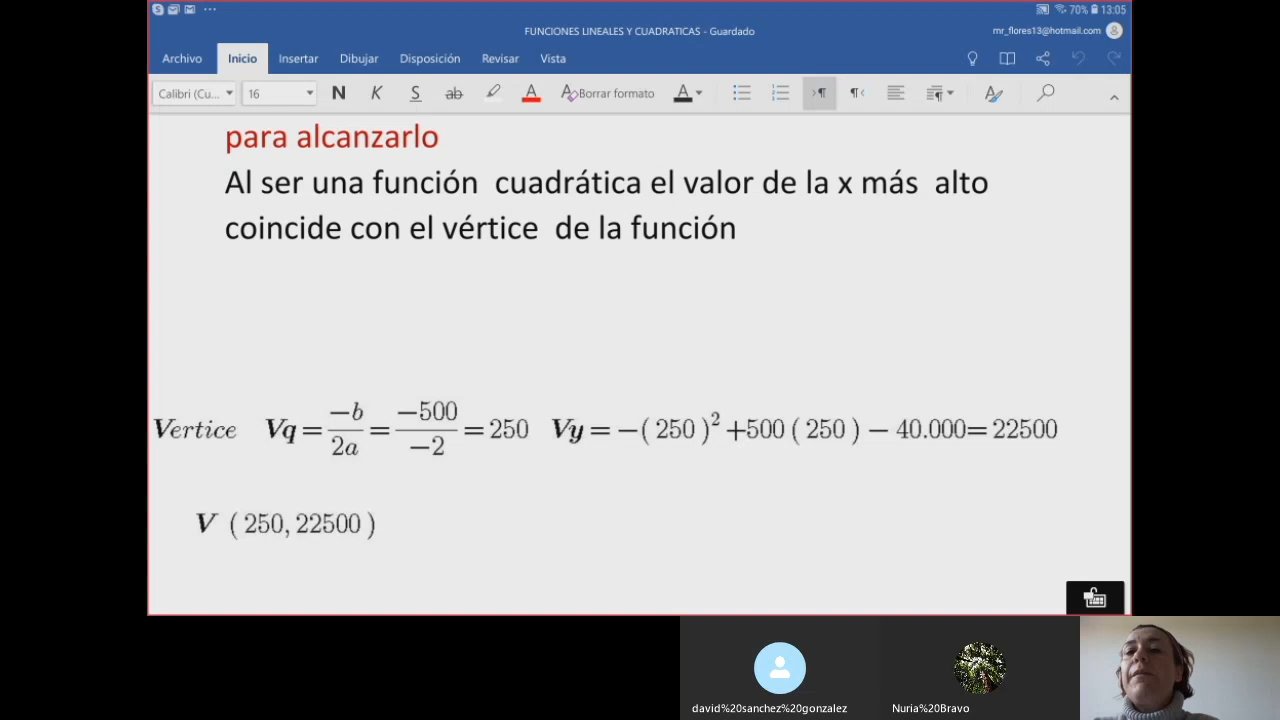 70% 13:05
FUNCIONES LINEALES Y CUADRATICAS - Guardado
mr_flores13@hotmail.com
Archivo Inicio Insertar Dibujar Disposición Revisar Vista
Calibri (Cu... 16 N K S ab A Borrar formato A
para alcanzarlo
Al ser una función cuadrática el valor de la x más alto
coincide con el vértice de la función
Vertice Vq = -b/2a = -500/-2 = 250 Vy = -( 250 )² +500 ( 250 ) - 40.000= 22500
V ( 250, 22500 )
david%20sanchez%20gonzalez
Nuria%20Bravo